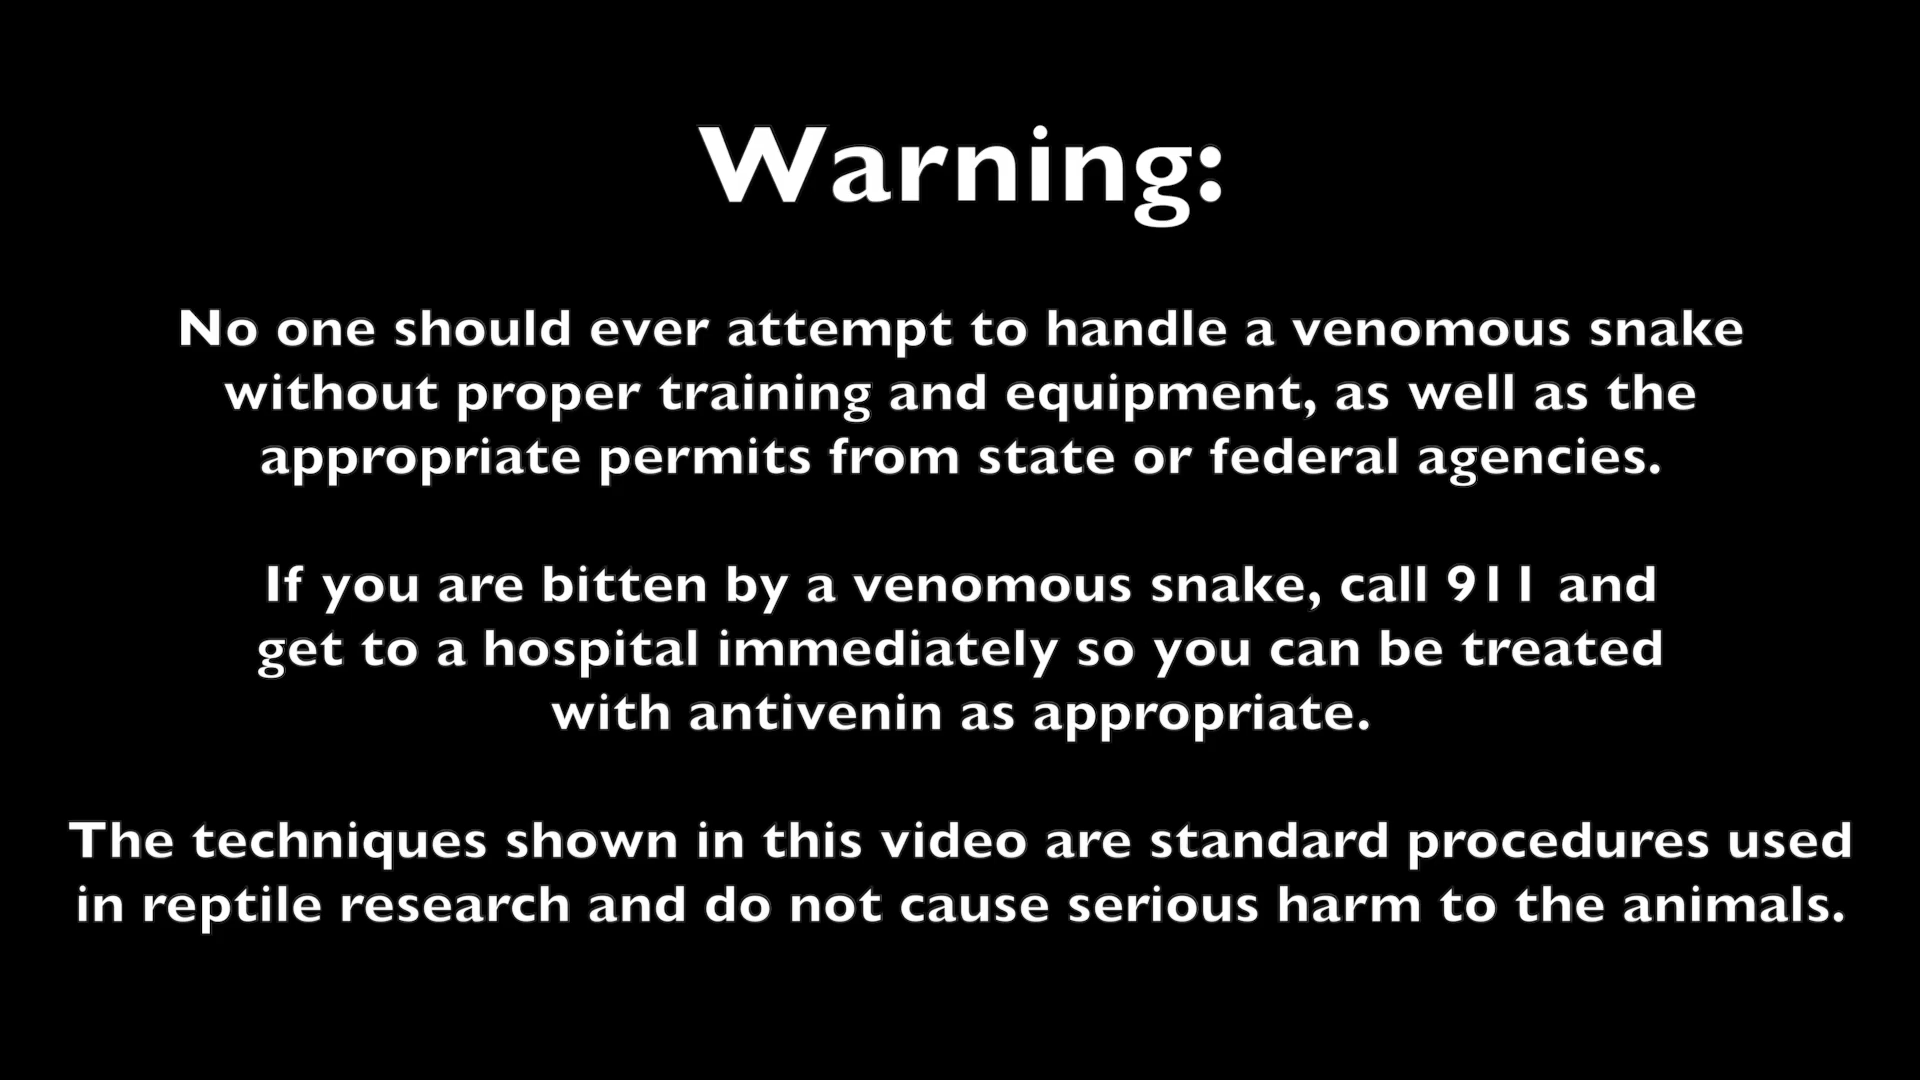 Warning:
No one should ever attempt to handle a venomous snake
without proper training and equipment, as well as the
appropriate permits from state or federal agencies.
If you are bitten by a venomous snake, call 911 and
get to a hospital immediately so you can be treated
with antivenin as appropriate.
The techniques shown in this video are standard procedures used
in reptile research and do not cause serious harm to the animals.